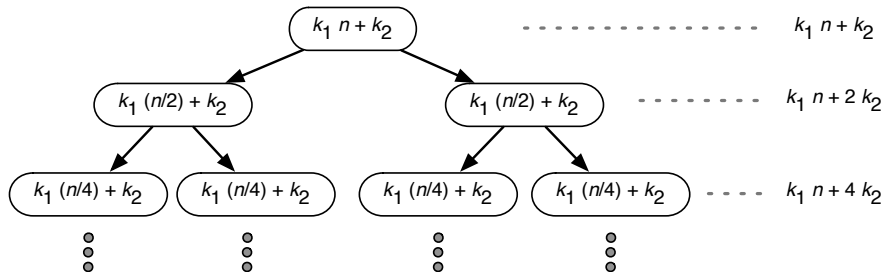 k₁ n + k₂ k₁ n + k₂
k₁ (n/2) + k₂ k₁ (n/2) + k₂ k₁ n + 2 k₂
k₁ (n/4) + k₂ k₁ (n/4) + k₂ k₁ (n/4) + k₂ k₁ (n/4) + k₂ k₁ n + 4 k₂